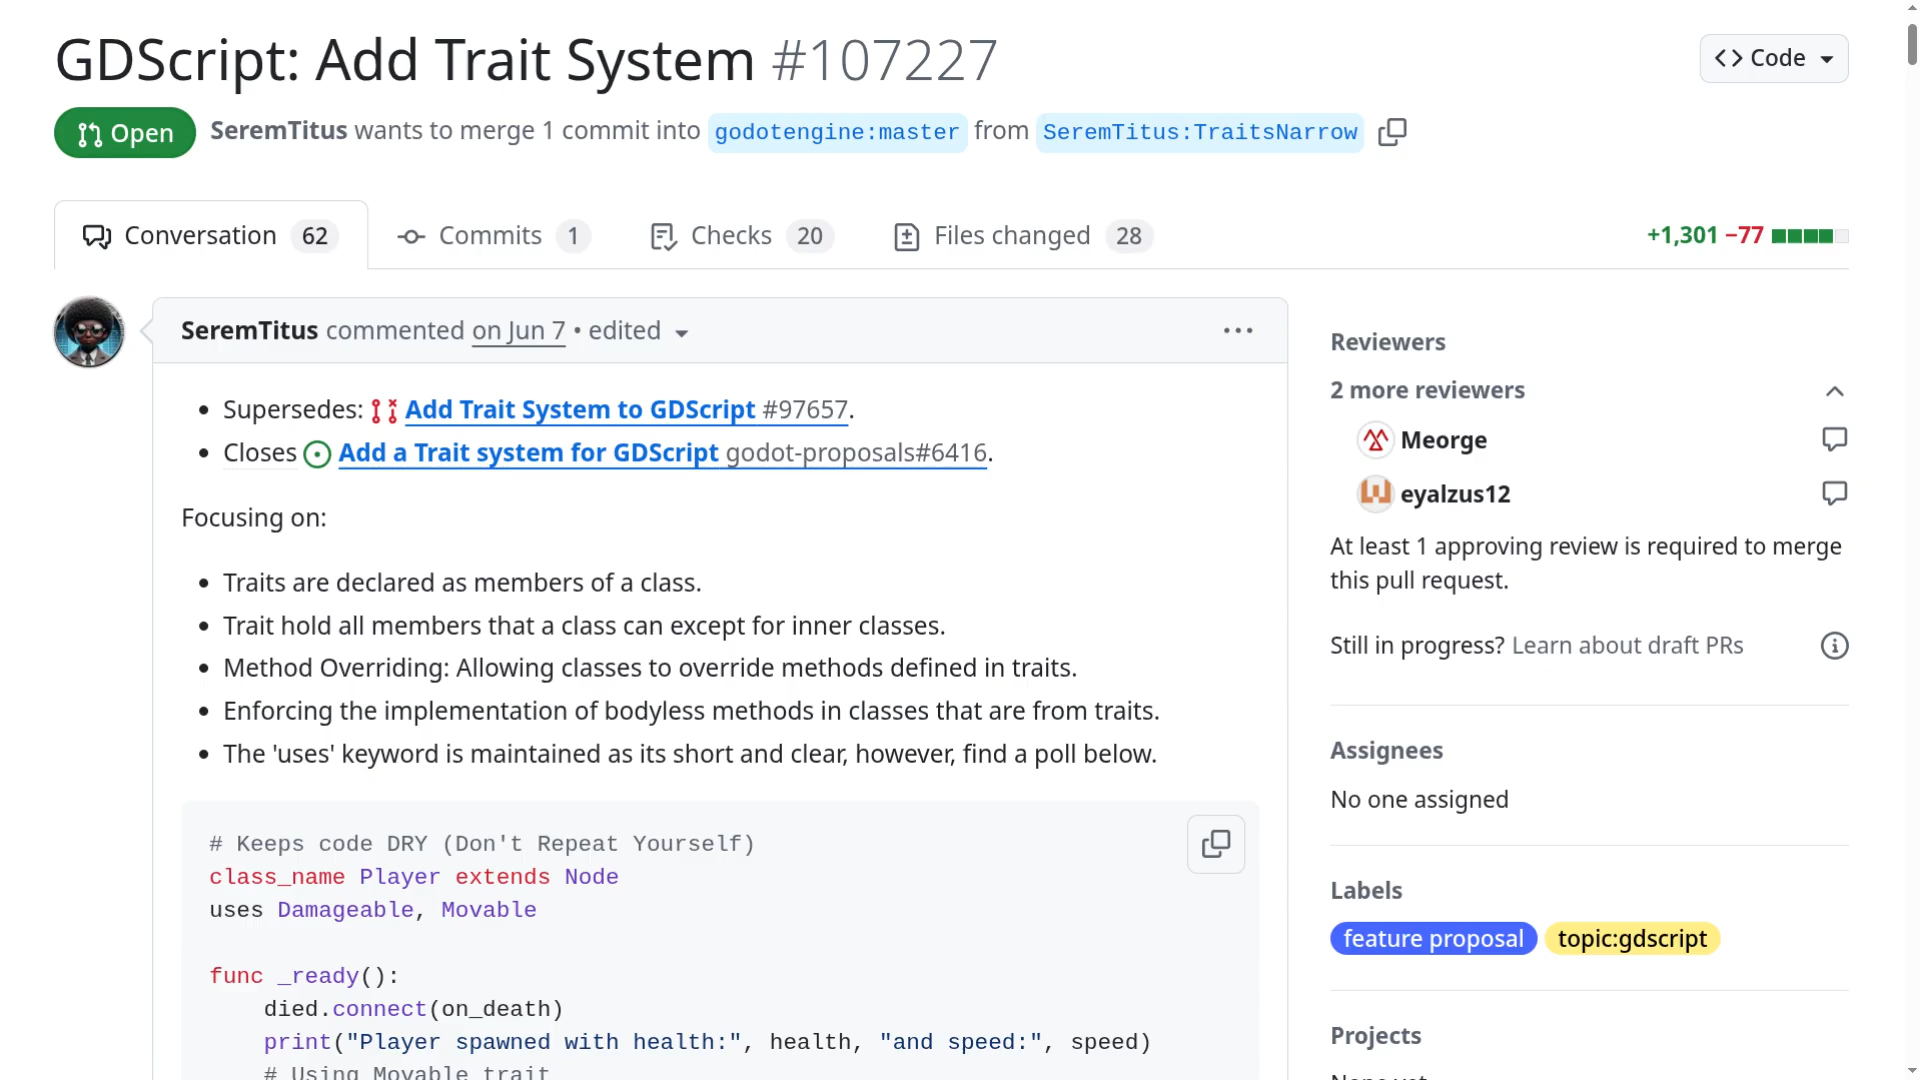 GDScript: Add Trait System #107227
Code
Open
SeremTitus wants to merge 1 commit into godotengine:master from SeremTitus:TraitsNarrow
Conversation 62
Commits 1
Checks 20
Files changed 28
+1,301 −77
SeremTitus commented on Jun 7 • edited
• Supersedes: Add Trait System to GDScript #97657.
• Closes Add a Trait system for GDScript godot-proposals#6416.
Focusing on:
• Traits are declared as members of a class.
• Trait hold all members that a class can except for inner classes.
• Method Overriding: Allowing classes to override methods defined in traits.
• Enforcing the implementation of bodyless methods in classes that are from traits.
• The 'uses' keyword is maintained as its short and clear, however, find a poll below.
# Keeps code DRY (Don't Repeat Yourself)
class_name Player extends Node
uses Damageable, Movable
func _ready():
died.connect(on_death)
print("Player spawned with health:", health, "and speed:", speed)
# Using Movable trait
Reviewers
2 more reviewers
Meorge
eyalzus12
At least 1 approving review is required to merge
this pull request.
Still in progress? Learn about draft PRs
Assignees
No one assigned
Labels
feature proposal
topic:gdscript
Projects
None yet